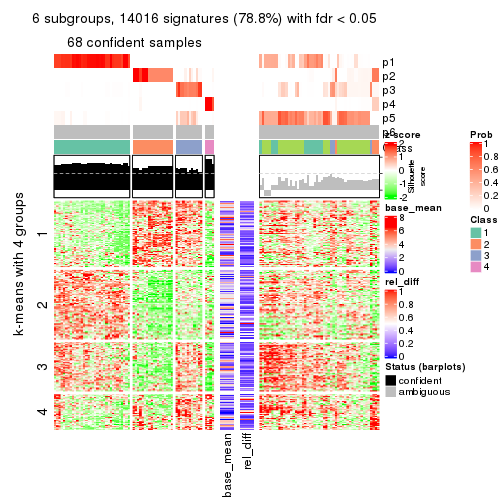 6 subgroups, 14016 signatures (78.8%) with fdr < 0.05
68 confident samples
p1
p2
p3
p4
p5
p6
Class
Silhouette
score
k-means with 4 groups
1
2
3
4
base_mean
rel_diff
z-score
2
1
0
-1
-2
base_mean
8
6
4
2
0
rel_diff
1
0.8
0.6
0.4
0.2
0
Status (barplots)
confident
ambiguous
Prob
1
0.8
0.6
0.4
0.2
0
Class
1
2
3
4